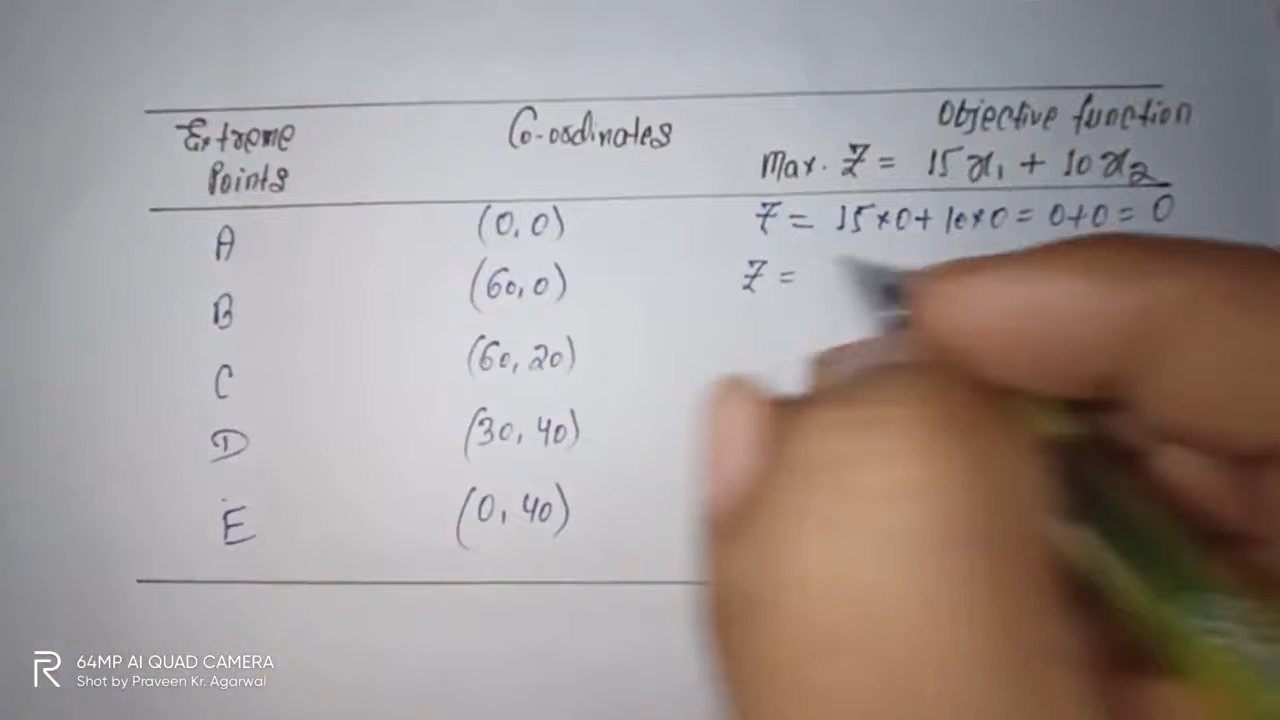 Extreme Points
Co-ordinates
Objective function
Max. Z = 15x₁ + 10x₂
A
(0,0)
Z = 15×0+10×0 = 0+0 = 0
B
(60,0)
Z =
C
(60,20)
D
(30,40)
E
(0,40)
64MP AI QUAD CAMERA
Shot by Praveen Kr. Agarwal